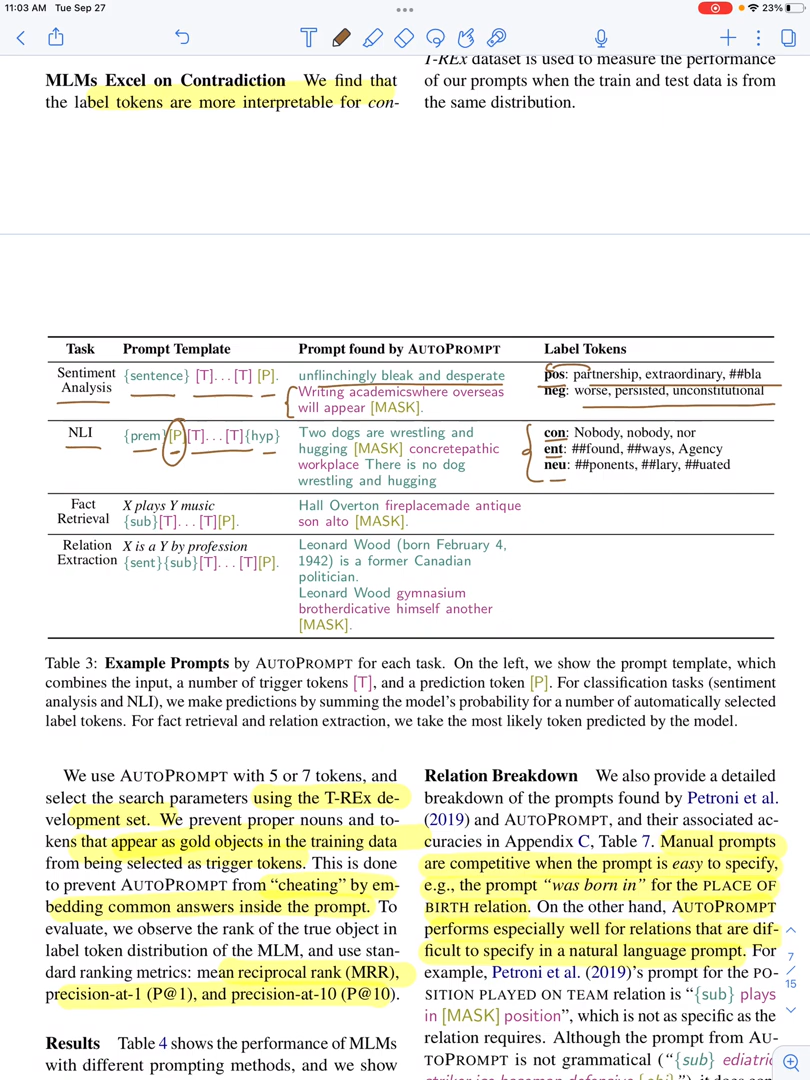 11:03 AM Tue Sep 27
23%
MLMs Excel on Contradiction We find that
the label tokens are more interpretable for con-
T-REx dataset is used to measure the performance
of our prompts when the train and test data is from
the same distribution.
Task Prompt Template Prompt found by AUTOPROMPT Label Tokens
Sentiment
Analysis
{sentence} [T]...[T] [P].
unflinchingly bleak and desperate
Writing academicswhere overseas
will appear [MASK].
pos: partnership, extraordinary, ##bla
neg: worse, persisted, unconstitutional
NLI
{prem}[P][T]...[T]{hyp}
Two dogs are wrestling and
hugging [MASK] concretepathic
workplace There is no dog
wrestling and hugging
con: Nobody, nobody, nor
ent: ##found, ##ways, Agency
neu: ##ponents, ##lary, ##uated
Fact
Retrieval
X plays Y music
{sub}[T]...[T][P].
Hall Overton fireplacemade antique
son alto [MASK].
Relation
Extraction
X is a Y by profession
{sent}{sub}[T]...[T][P].
Leonard Wood (born February 4,
1942) is a former Canadian
politician.
Leonard Wood gymnasium
brotherdicative himself another
[MASK].
Table 3: Example Prompts by AUTOPROMPT for each task. On the left, we show the prompt template, which
combines the input, a number of trigger tokens [T], and a prediction token [P]. For classification tasks (sentiment
analysis and NLI), we make predictions by summing the model's probability for a number of automatically selected
label tokens. For fact retrieval and relation extraction, we take the most likely token predicted by the model.
We use AUTOPROMPT with 5 or 7 tokens, and
select the search parameters using the T-REx de-
velopment set. We prevent proper nouns and to-
kens that appear as gold objects in the training data
from being selected as trigger tokens. This is done
to prevent AUTOPROMPT from "cheating" by em-
bedding common answers inside the prompt. To
evaluate, we observe the rank of the true object in
label token distribution of the MLM, and use stan-
dard ranking metrics: mean reciprocal rank (MRR),
precision-at-1 (P@1), and precision-at-10 (P@10).
Results Table 4 shows the performance of MLMs
with different prompting methods, and we show
Relation Breakdown We also provide a detailed
breakdown of the prompts found by Petroni et al.
(2019) and AUTOPROMPT, and their associated ac-
curacies in Appendix C, Table 7. Manual prompts
are competitive when the prompt is easy to specify,
e.g., the prompt "was born in" for the PLACE OF
BIRTH relation. On the other hand, AUTOPROMPT
performs especially well for relations that are dif-
ficult to specify in a natural language prompt. For
example, Petroni et al. (2019)'s prompt for the PO-
SITION PLAYED ON TEAM relation is "{sub} plays
in [MASK] position", which is not as specific as the
relation requires. Although the prompt from AU-
TOPROMPT is not grammatical ("{sub} ediatric
7
/
15